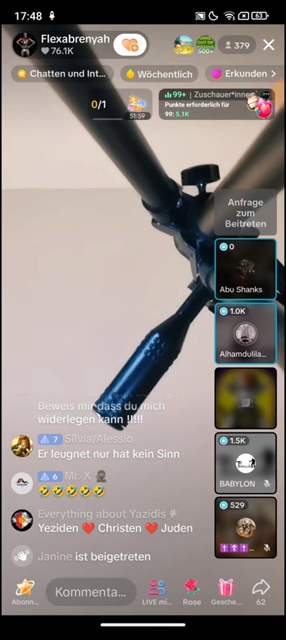 17:48
63
Flexabrenyah
76.1K
379
Chatten und Int...
Wöchentlich
Erkunden
0/1
51:59
99+ | Zuschauer*innen
Punkte erforderlich für
99: 5.1K
500+
Anfrage
zum
Beitreten
0
Abu Shanks
1.0K
Alhamdulila...
1.5K
BABYLON
529
Beweis mir dass du mich
widerlegen kann !!!!!
7 Silvia/Alessio
Er leugnet nur hat kein Sinn
6 Mr. X
🤣🤣🤣🤣🤣
Everything about Yazidis
Yeziden ❤️ Christen ❤️ Juden
Janine ist beigetreten
Abonn...
Kommenta...
LIVE mi...
Rose
Gesche...
62